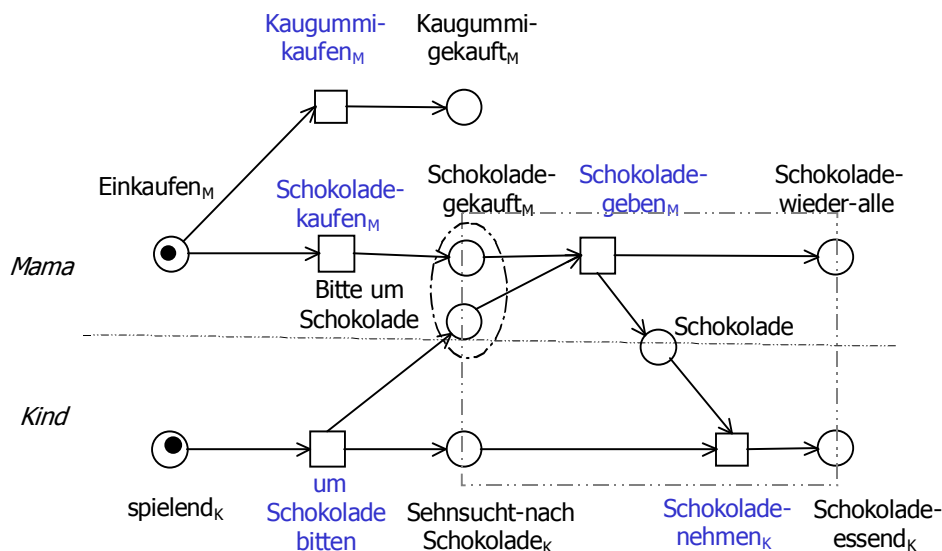 Kaugummi-
kaufenM
Kaugummi-
gekauftM
EinkaufenM
Schokolade-
kaufenM
Schokolade-
gekauftM
Schokolade-
gebenM
Schokolade-
wieder-alle
Mama
Bitte um
Schokolade
Schokolade
Kind
spielendK
um
Schokolade
bitten
Sehnsucht-nach
SchokoladeK
Schokolade-
nehmenK
Schokolade-
essendK